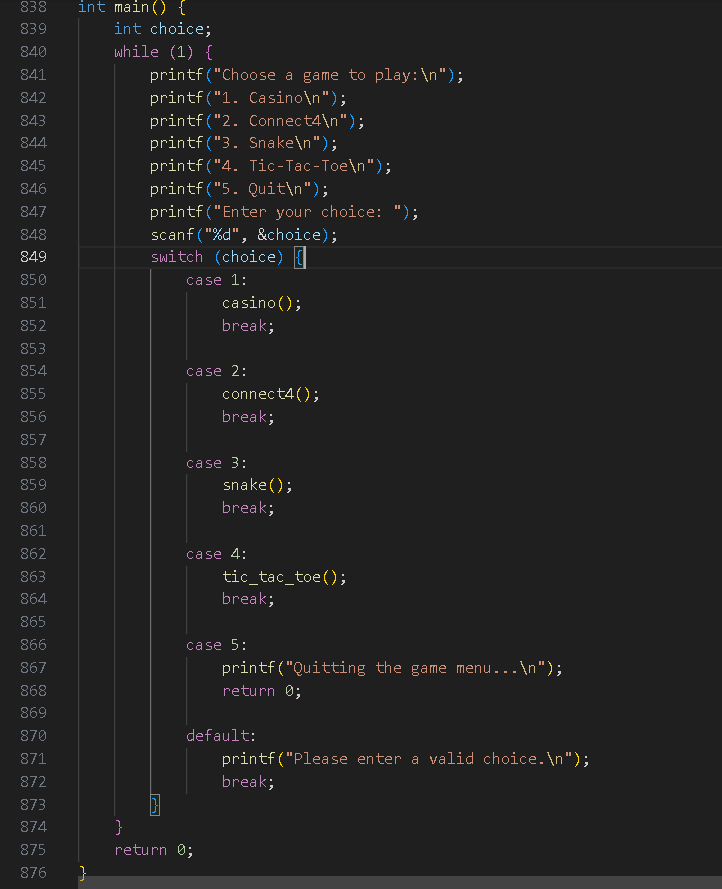 838 int main() {
839     int choice;
840     while (1) {
841         printf("Choose a game to play:\n");
842         printf("1. Casino\n");
843         printf("2. Connect4\n");
844         printf("3. Snake\n");
845         printf("4. Tic-Tac-Toe\n");
846         printf("5. Quit\n");
847         printf("Enter your choice: ");
848         scanf("%d", &choice);
849         switch (choice) {
850             case 1:
851                 casino();
852                 break;
853
854             case 2:
855                 connect4();
856                 break;
857
858             case 3:
859                 snake();
860                 break;
861
862             case 4:
863                 tic_tac_toe();
864                 break;
865
866             case 5:
867                 printf("Quitting the game menu...\n");
868                 return 0;
869
870             default:
871                 printf("Please enter a valid choice.\n");
872                 break;
873         }
874     }
875     return 0;
876 }